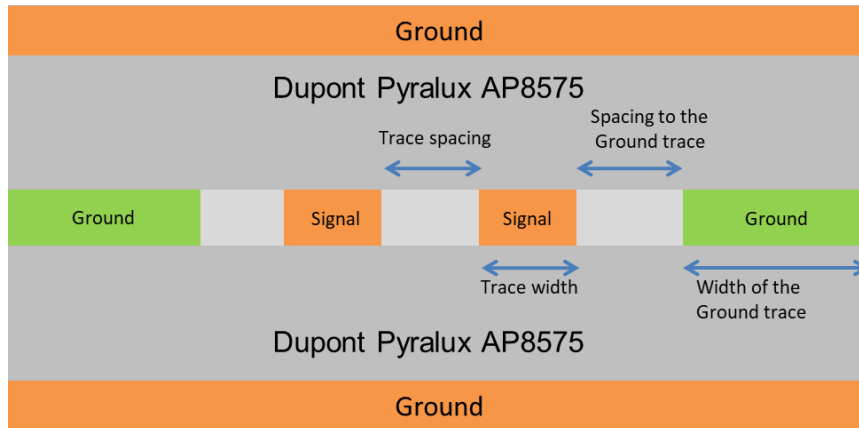 Ground
Dupont Pyralux AP8575
Spacing to the
Ground trace
Trace spacing
Ground
Signal
Signal
Ground
Trace width
Width of the
Ground trace
Dupont Pyralux AP8575
Ground